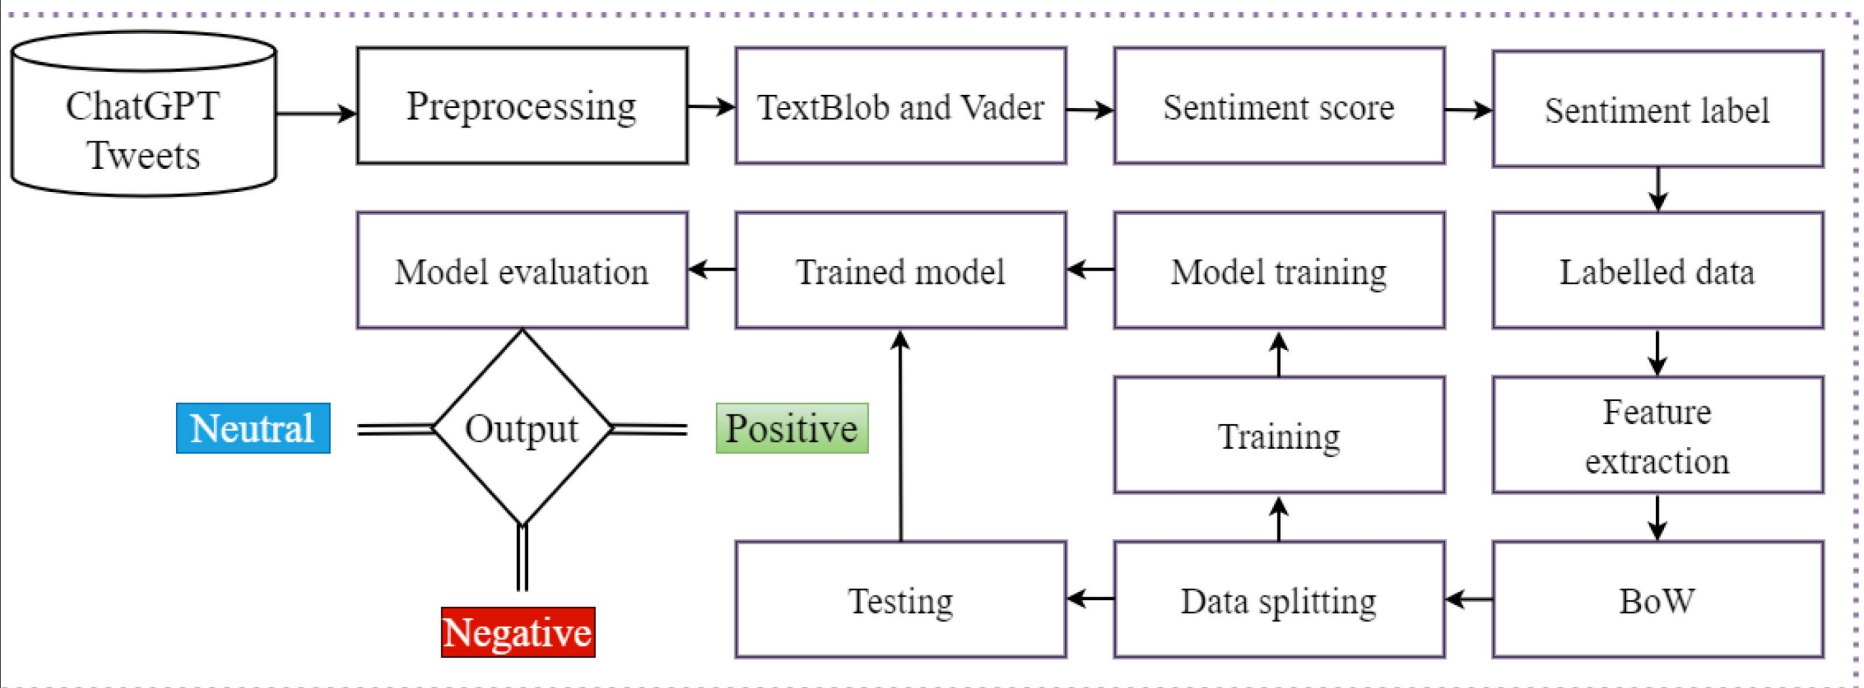 ChatGPT
Tweets
Preprocessing
TextBlob and Vader
Sentiment score
Sentiment label
Model evaluation
Trained model
Model training
Labelled data
Neutral
Output
Positive
Training
Feature
extraction
Negative
Testing
Data splitting
BoW